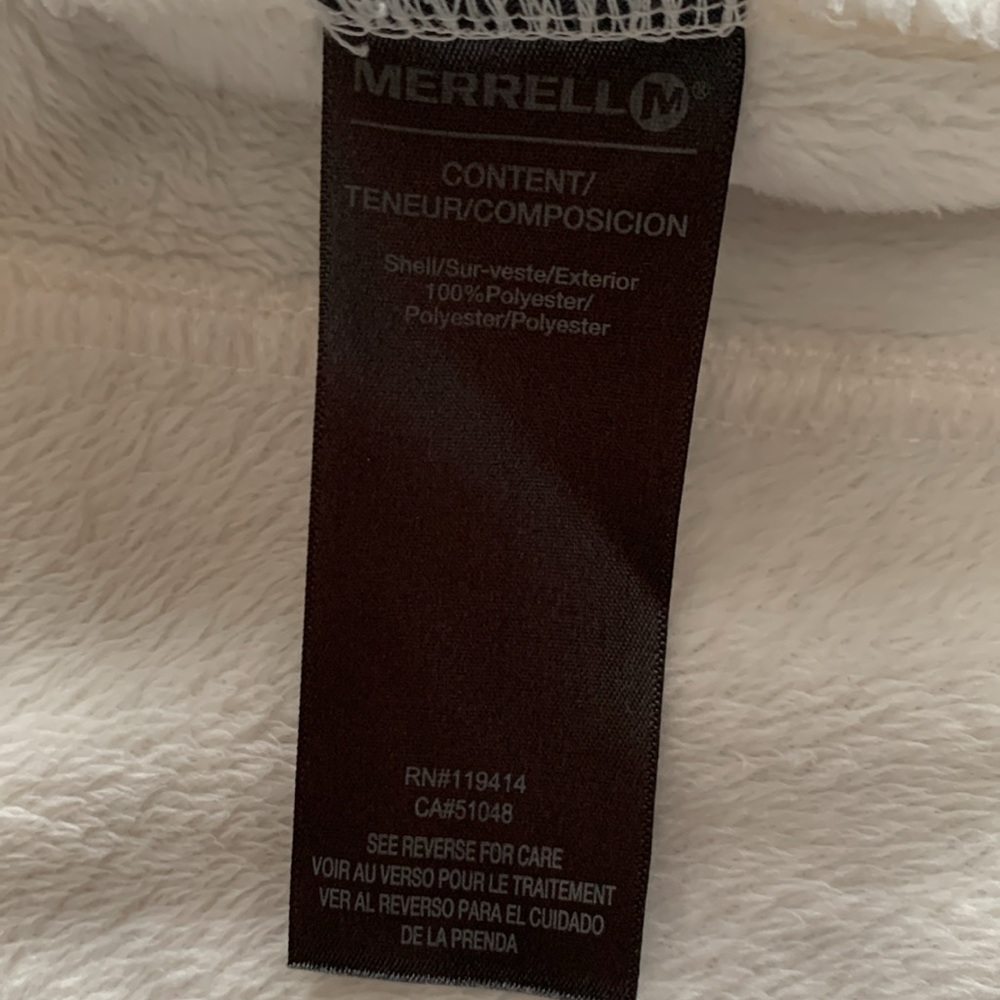 MERRELL M®
CONTENT/
TENEUR/COMPOSICION
Shell/Sur-veste/Exterior
100%Polyester/
Polyester/Polyester
RN#119414
CA#51048
SEE REVERSE FOR CARE
VOIR AU VERSO POUR LE TRAITEMENT
VER AL REVERSO PARA EL CUIDADO
DE LA PRENDA